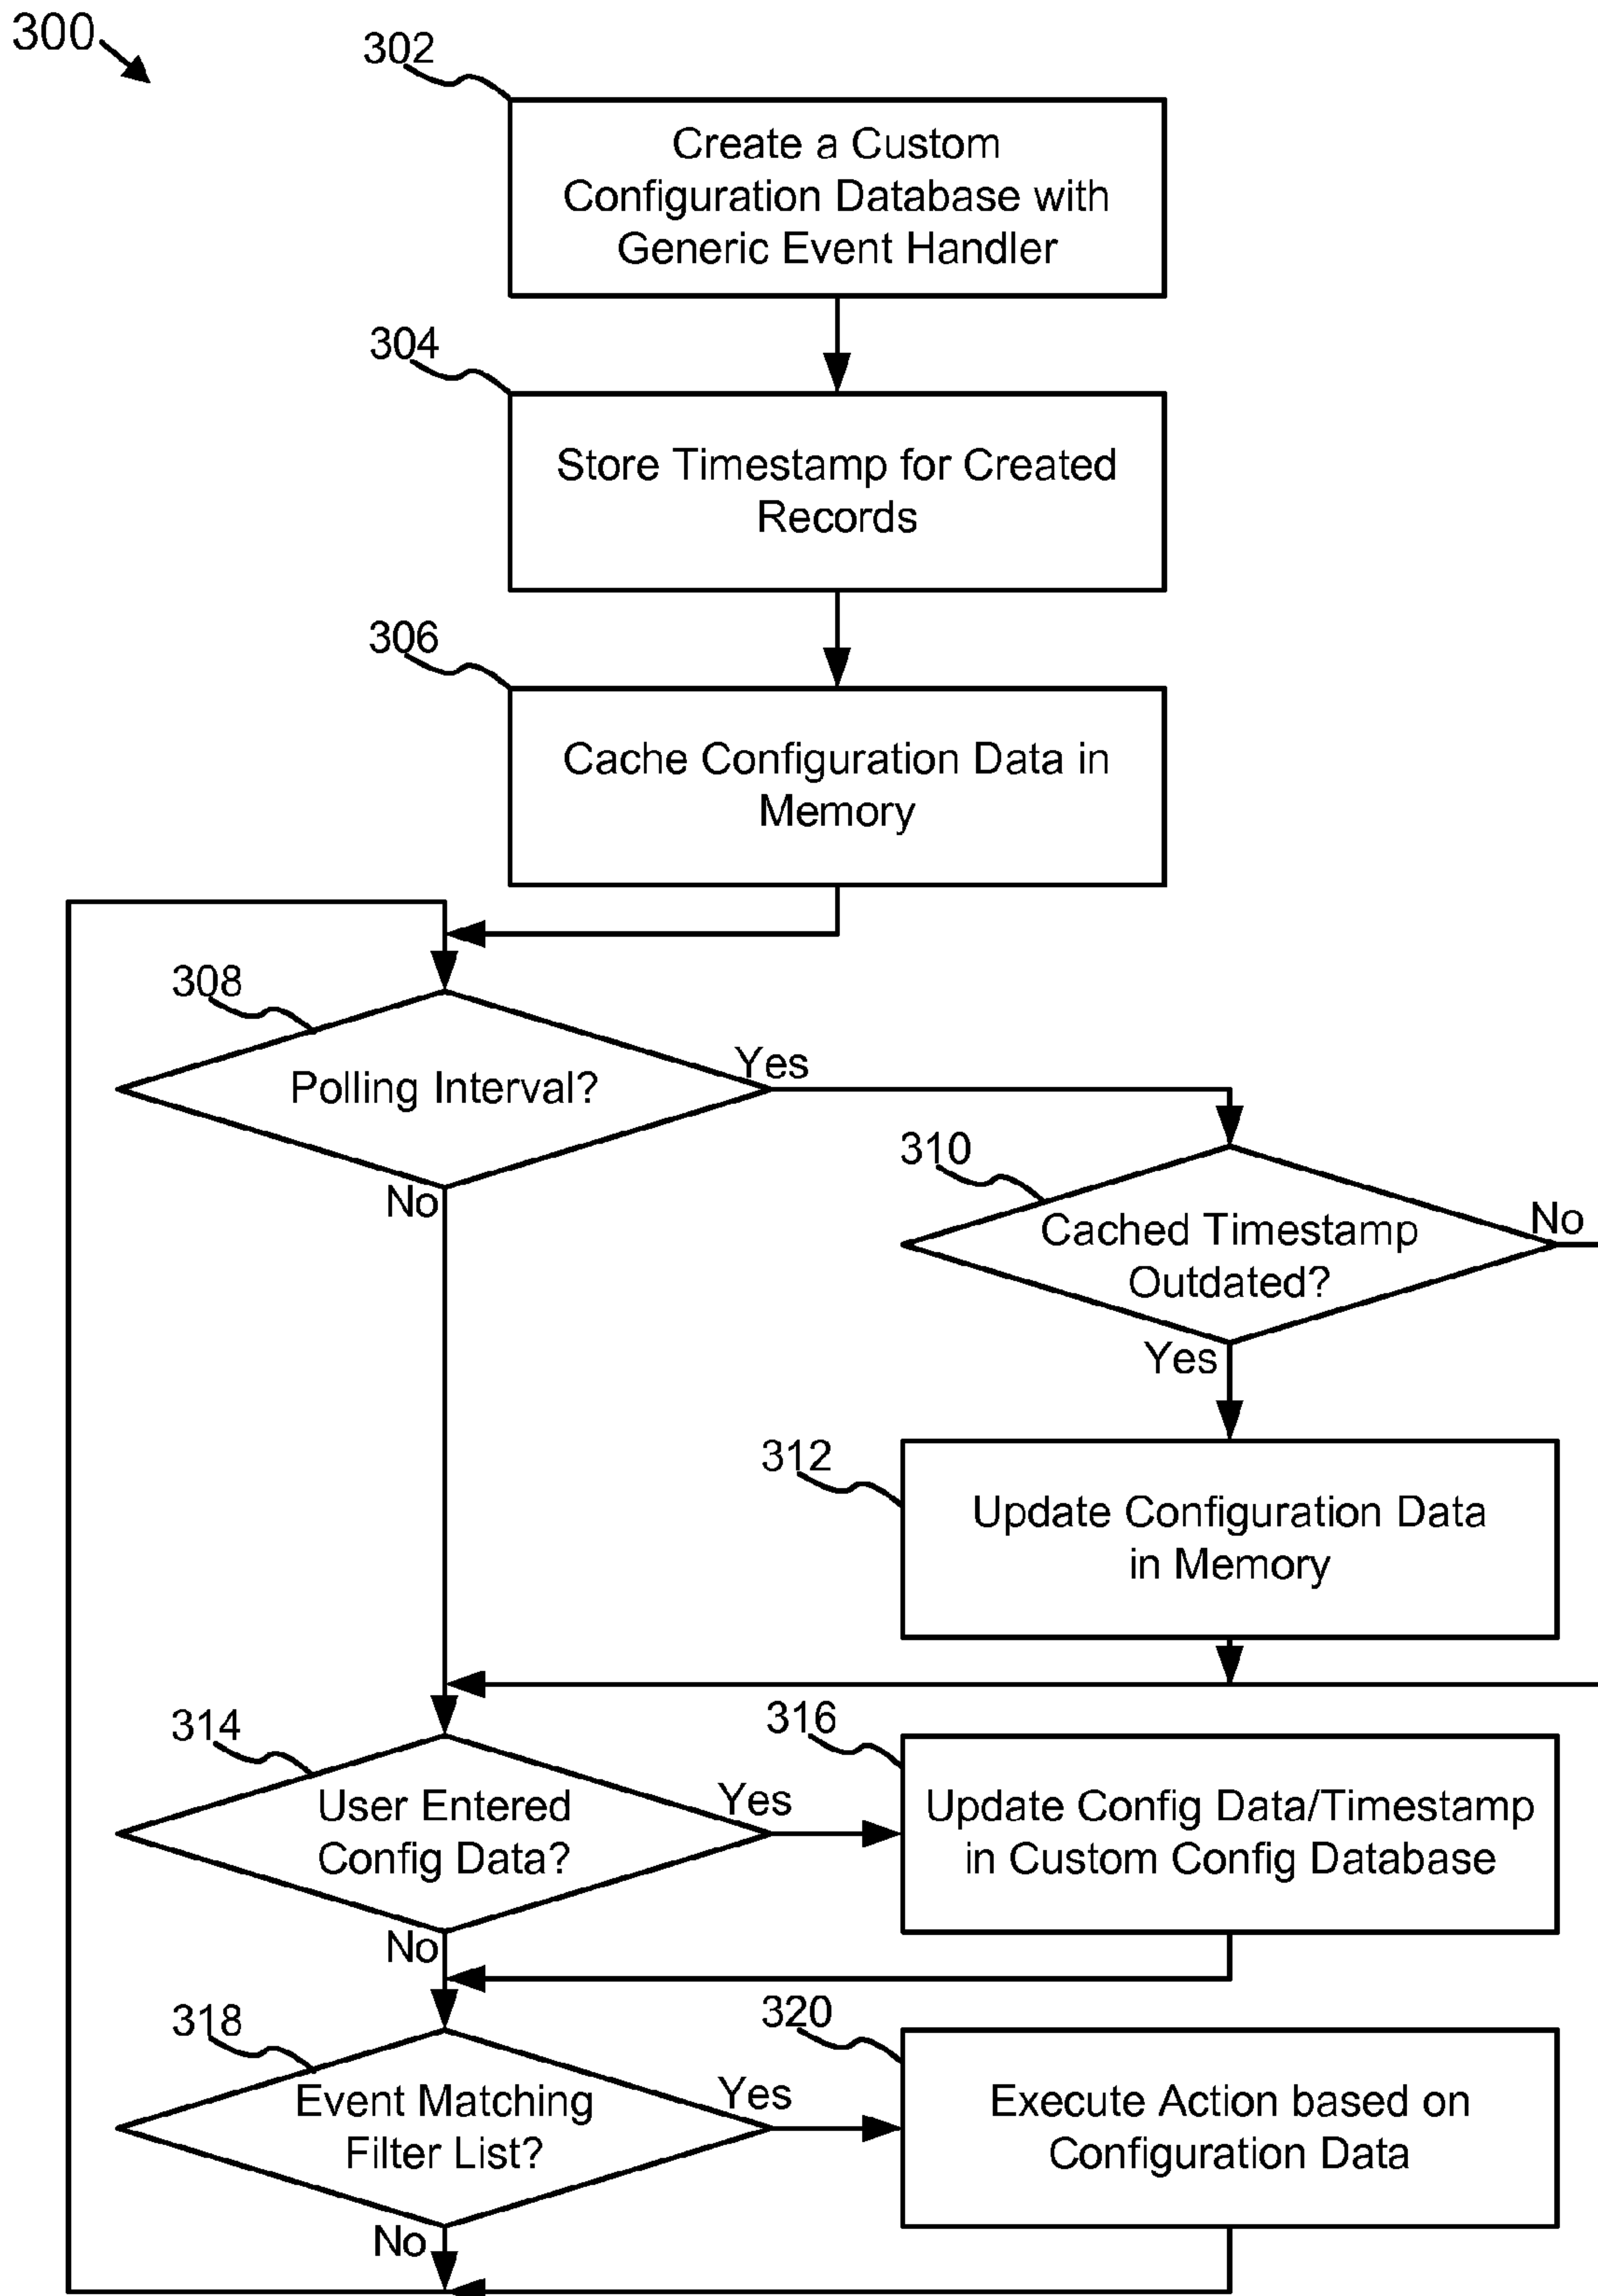 300
302
Create a Custom
Configuration Database with
Generic Event Handler
304
Store Timestamp for Created
Records
306
Cache Configuration Data in
Memory
308
Polling Interval?
Yes
No
310
Cached Timestamp
Outdated?
No
Yes
312
Update Configuration Data
in Memory
314
User Entered
Config Data?
Yes
No
316
Update Config Data/Timestamp
in Custom Config Database
318
Event Matching
Filter List?
Yes
No
320
Execute Action based on
Configuration Data